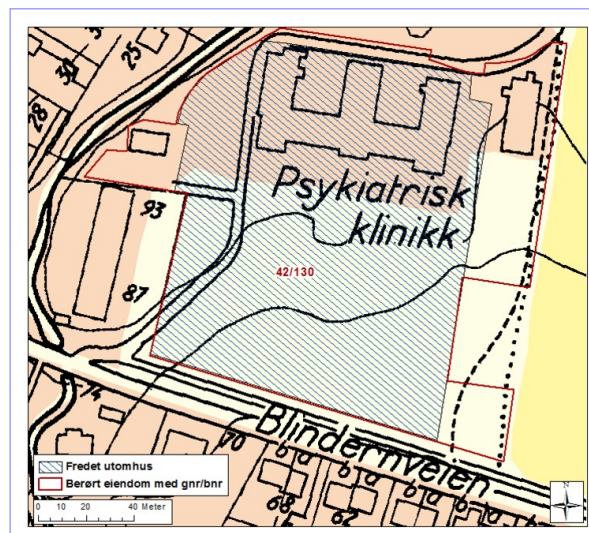 30
25
28
Psykiatrisk
klinikk
93
42/130
87
74
Blindernveien
70
b a
b a
b a
b a
68
62
Fredet utomhus
Berørt eiendom med gnr/bnr
0 10 20 40 Meter
N